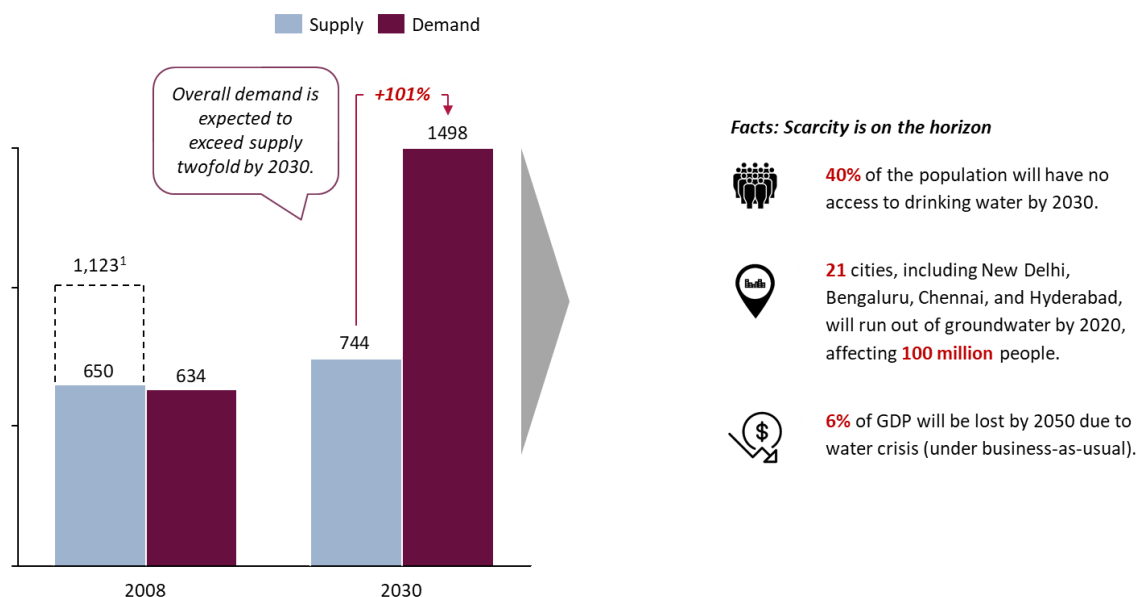 Supply
Demand
Overall demand is
expected to
exceed supply
twofold by 2030.
+101%
1498
1,123¹
744
650
634
2008
2030
Facts: Scarcity is on the horizon
40% of the population will have no
access to drinking water by 2030.
21 cities, including New Delhi,
Bengaluru, Chennai, and Hyderabad,
will run out of groundwater by 2020,
affecting 100 million people.
$
6% of GDP will be lost by 2050 due to
water crisis (under business-as-usual).